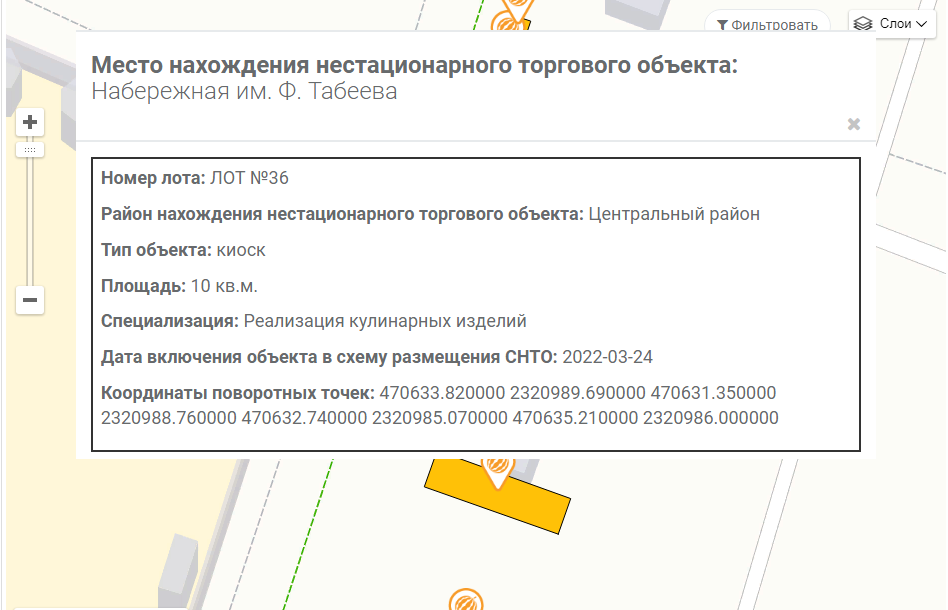 Фильтровать
Слои
Место нахождения нестационарного торгового объекта:
Набережная им. Ф. Табеева
Номер лота: ЛОТ №36
Район нахождения нестационарного торгового объекта: Центральный район
Тип объекта: киоск
Площадь: 10 кв.м.
Специализация: Реализация кулинарных изделий
Дата включения объекта в схему размещения СНТО: 2022-03-24
Координаты поворотных точек: 470633.820000 2320989.690000 470631.350000
2320988.760000 470632.740000 2320985.070000 470635.210000 2320986.000000